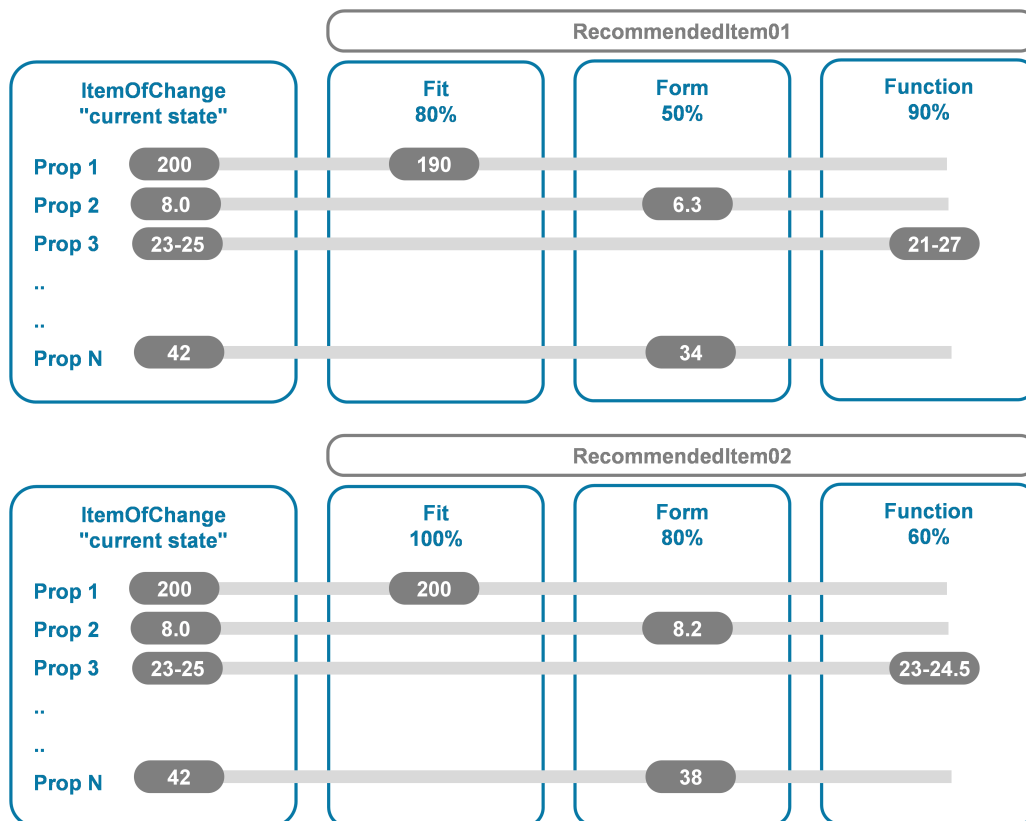 RecommendedItem01
ItemOfChange
"current state"
Fit
80%
Form
50%
Function
90%
Prop 1 200 190
Prop 2 8.0 6.3
Prop 3 23-25 21-27
..
..
Prop N 42 34
RecommendedItem02
ItemOfChange
"current state"
Fit
100%
Form
80%
Function
60%
Prop 1 200 200
Prop 2 8.0 8.2
Prop 3 23-25 23-24.5
..
..
Prop N 42 38